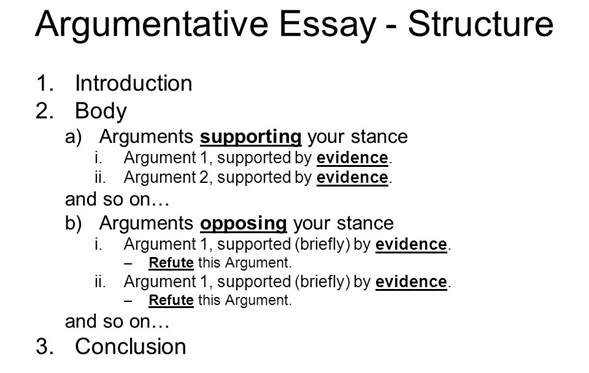 Argumentative Essay - Structure
1. Introduction
2. Body
a) Arguments supporting your stance
i. Argument 1, supported by evidence.
ii. Argument 2, supported by evidence.
and so on…
b) Arguments opposing your stance
i. Argument 1, supported (briefly) by evidence.
– Refute this Argument.
ii. Argument 1, supported (briefly) by evidence.
– Refute this Argument.
and so on…
3. Conclusion